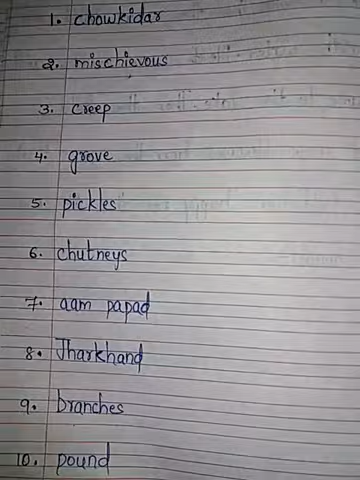 1. chowkidar
2. mischievous
3. creep
4. grove
5. pickles
6. chutneys
7. aam papad
8. Jharkhand
9. branches
10. pound